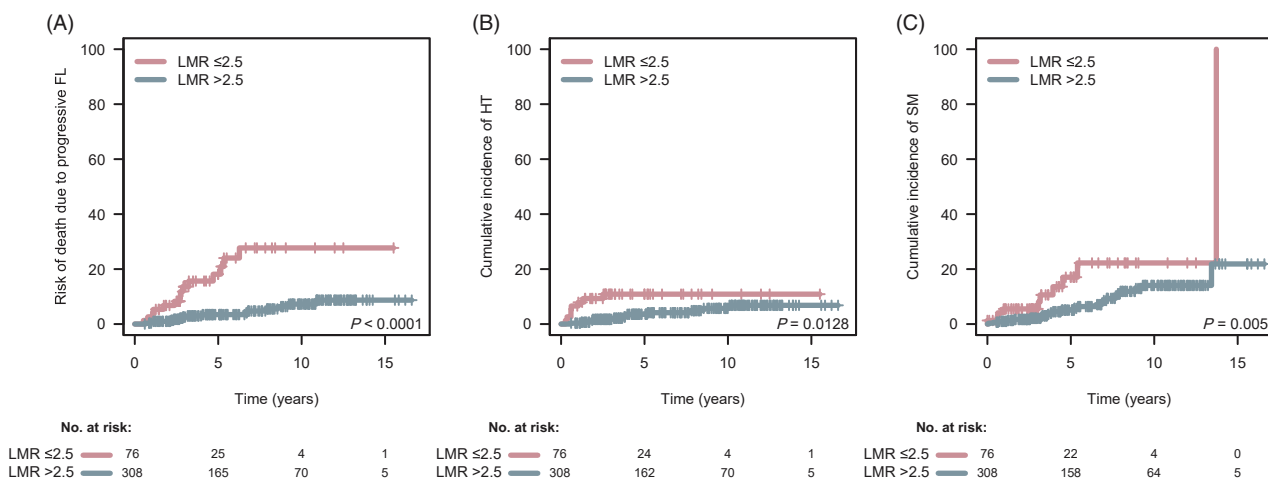 (A)
Risk of death due to progressive FL
100
80
60
40
20
0
LMR ≤2.5
LMR >2.5
P < 0.0001
0 5 10 15
Time (years)
No. at risk:
LMR ≤2.5 76 25 4 1
LMR >2.5 308 165 70 5
(B)
Cumulative incidence of HT
100
80
60
40
20
0
LMR ≤2.5
LMR >2.5
P = 0.0128
0 5 10 15
Time (years)
No. at risk:
LMR ≤2.5 76 24 4 1
LMR >2.5 308 162 70 5
(C)
Cumulative incidence of SM
100
80
60
40
20
0
LMR ≤2.5
LMR >2.5
P = 0.005
0 5 10 15
Time (years)
No. at risk:
LMR ≤2.5 76 22 4 0
LMR >2.5 308 158 64 5